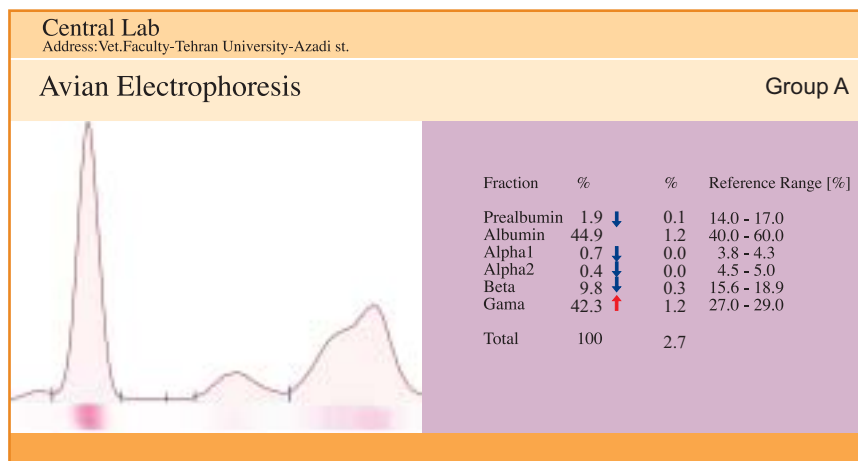 Central Lab
Address:Vet.Faculty-Tehran University-Azadi st.
Avian Electrophoresis
Group A
Fraction % % Reference Range [%]
Prealbumin 1.9 0.1 14.0 - 17.0
Albumin 44.9 1.2 40.0 - 60.0
Alpha1 0.7 0.0 3.8 - 4.3
Alpha2 0.4 0.0 4.5 - 5.0
Beta 9.8 0.3 15.6 - 18.9
Gama 42.3 1.2 27.0 - 29.0
Total 100 2.7